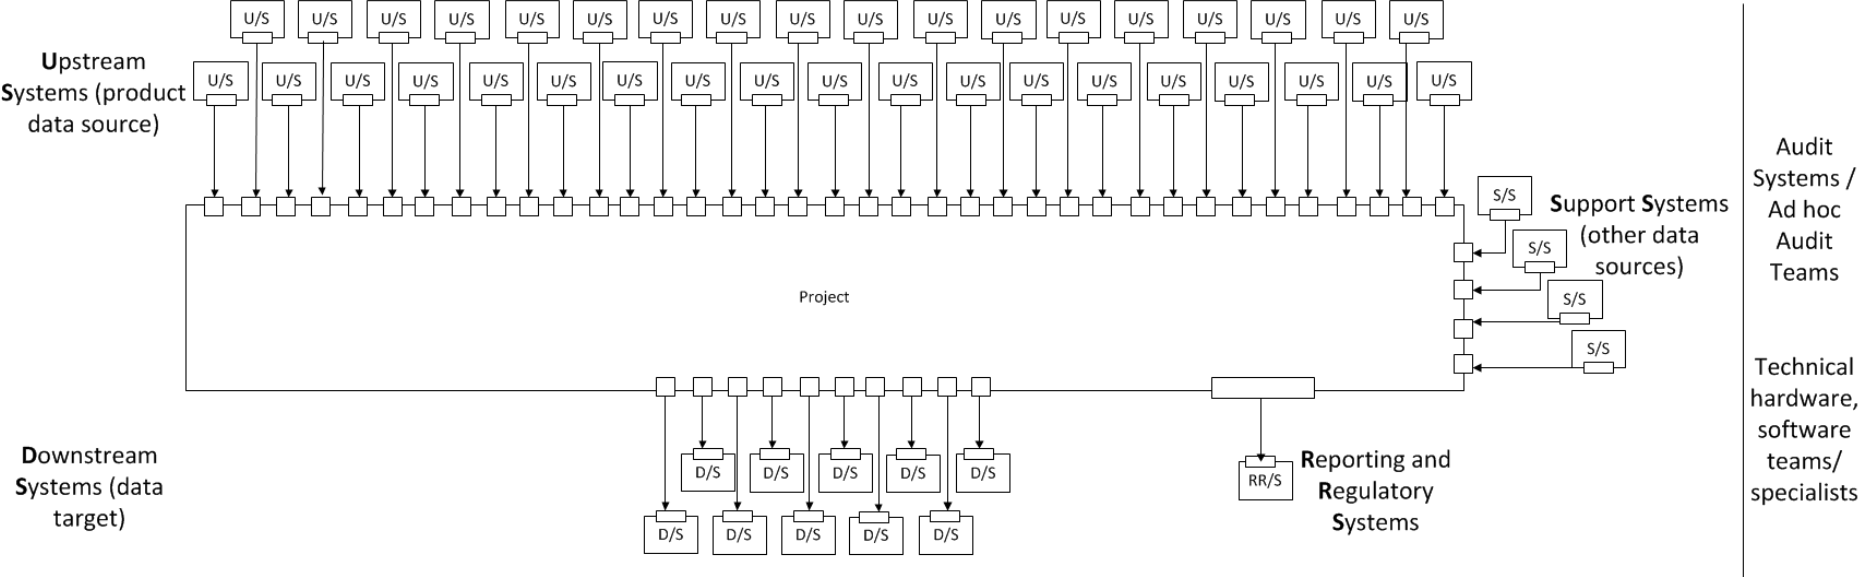 U/S U/S U/S U/S U/S U/S U/S U/S U/S U/S U/S U/S U/S U/S U/S U/S U/S U/S
Upstream
Systems (product
data source)
U/S U/S U/S U/S U/S U/S U/S U/S U/S U/S U/S U/S U/S U/S U/S U/S U/S U/S U/S
S/S
S/S
S/S
S/S
Support Systems
(other data
sources)
Audit
Systems /
Ad hoc
Audit
Teams
Project
Technical
hardware,
software
teams/
specialists
Downstream
Systems (data
target)
D/S D/S D/S D/S D/S
D/S D/S D/S D/S D/S
RR/S
Reporting and
Regulatory
Systems